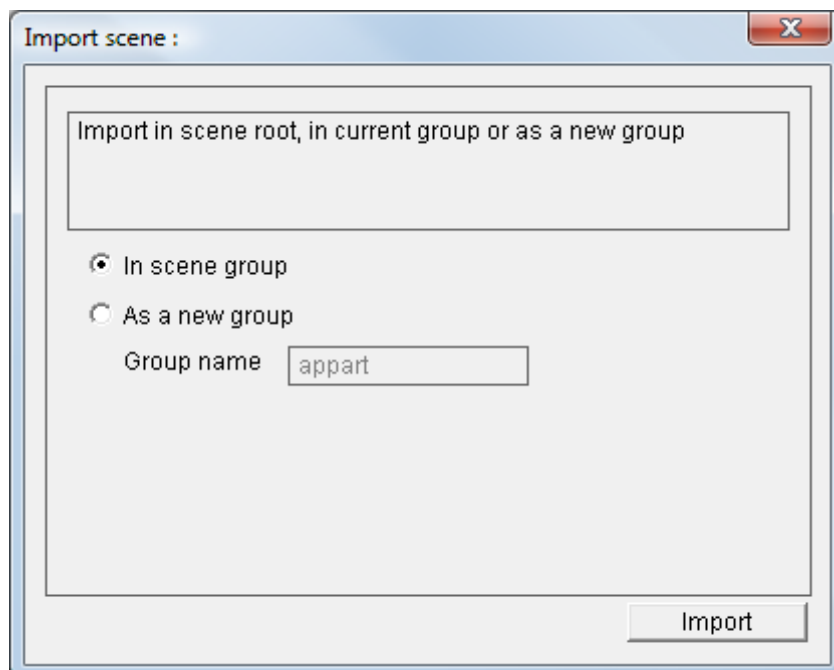 Import scene :
Import in scene root, in current group or as a new group
In scene group
As a new group
Group name
appart
Import